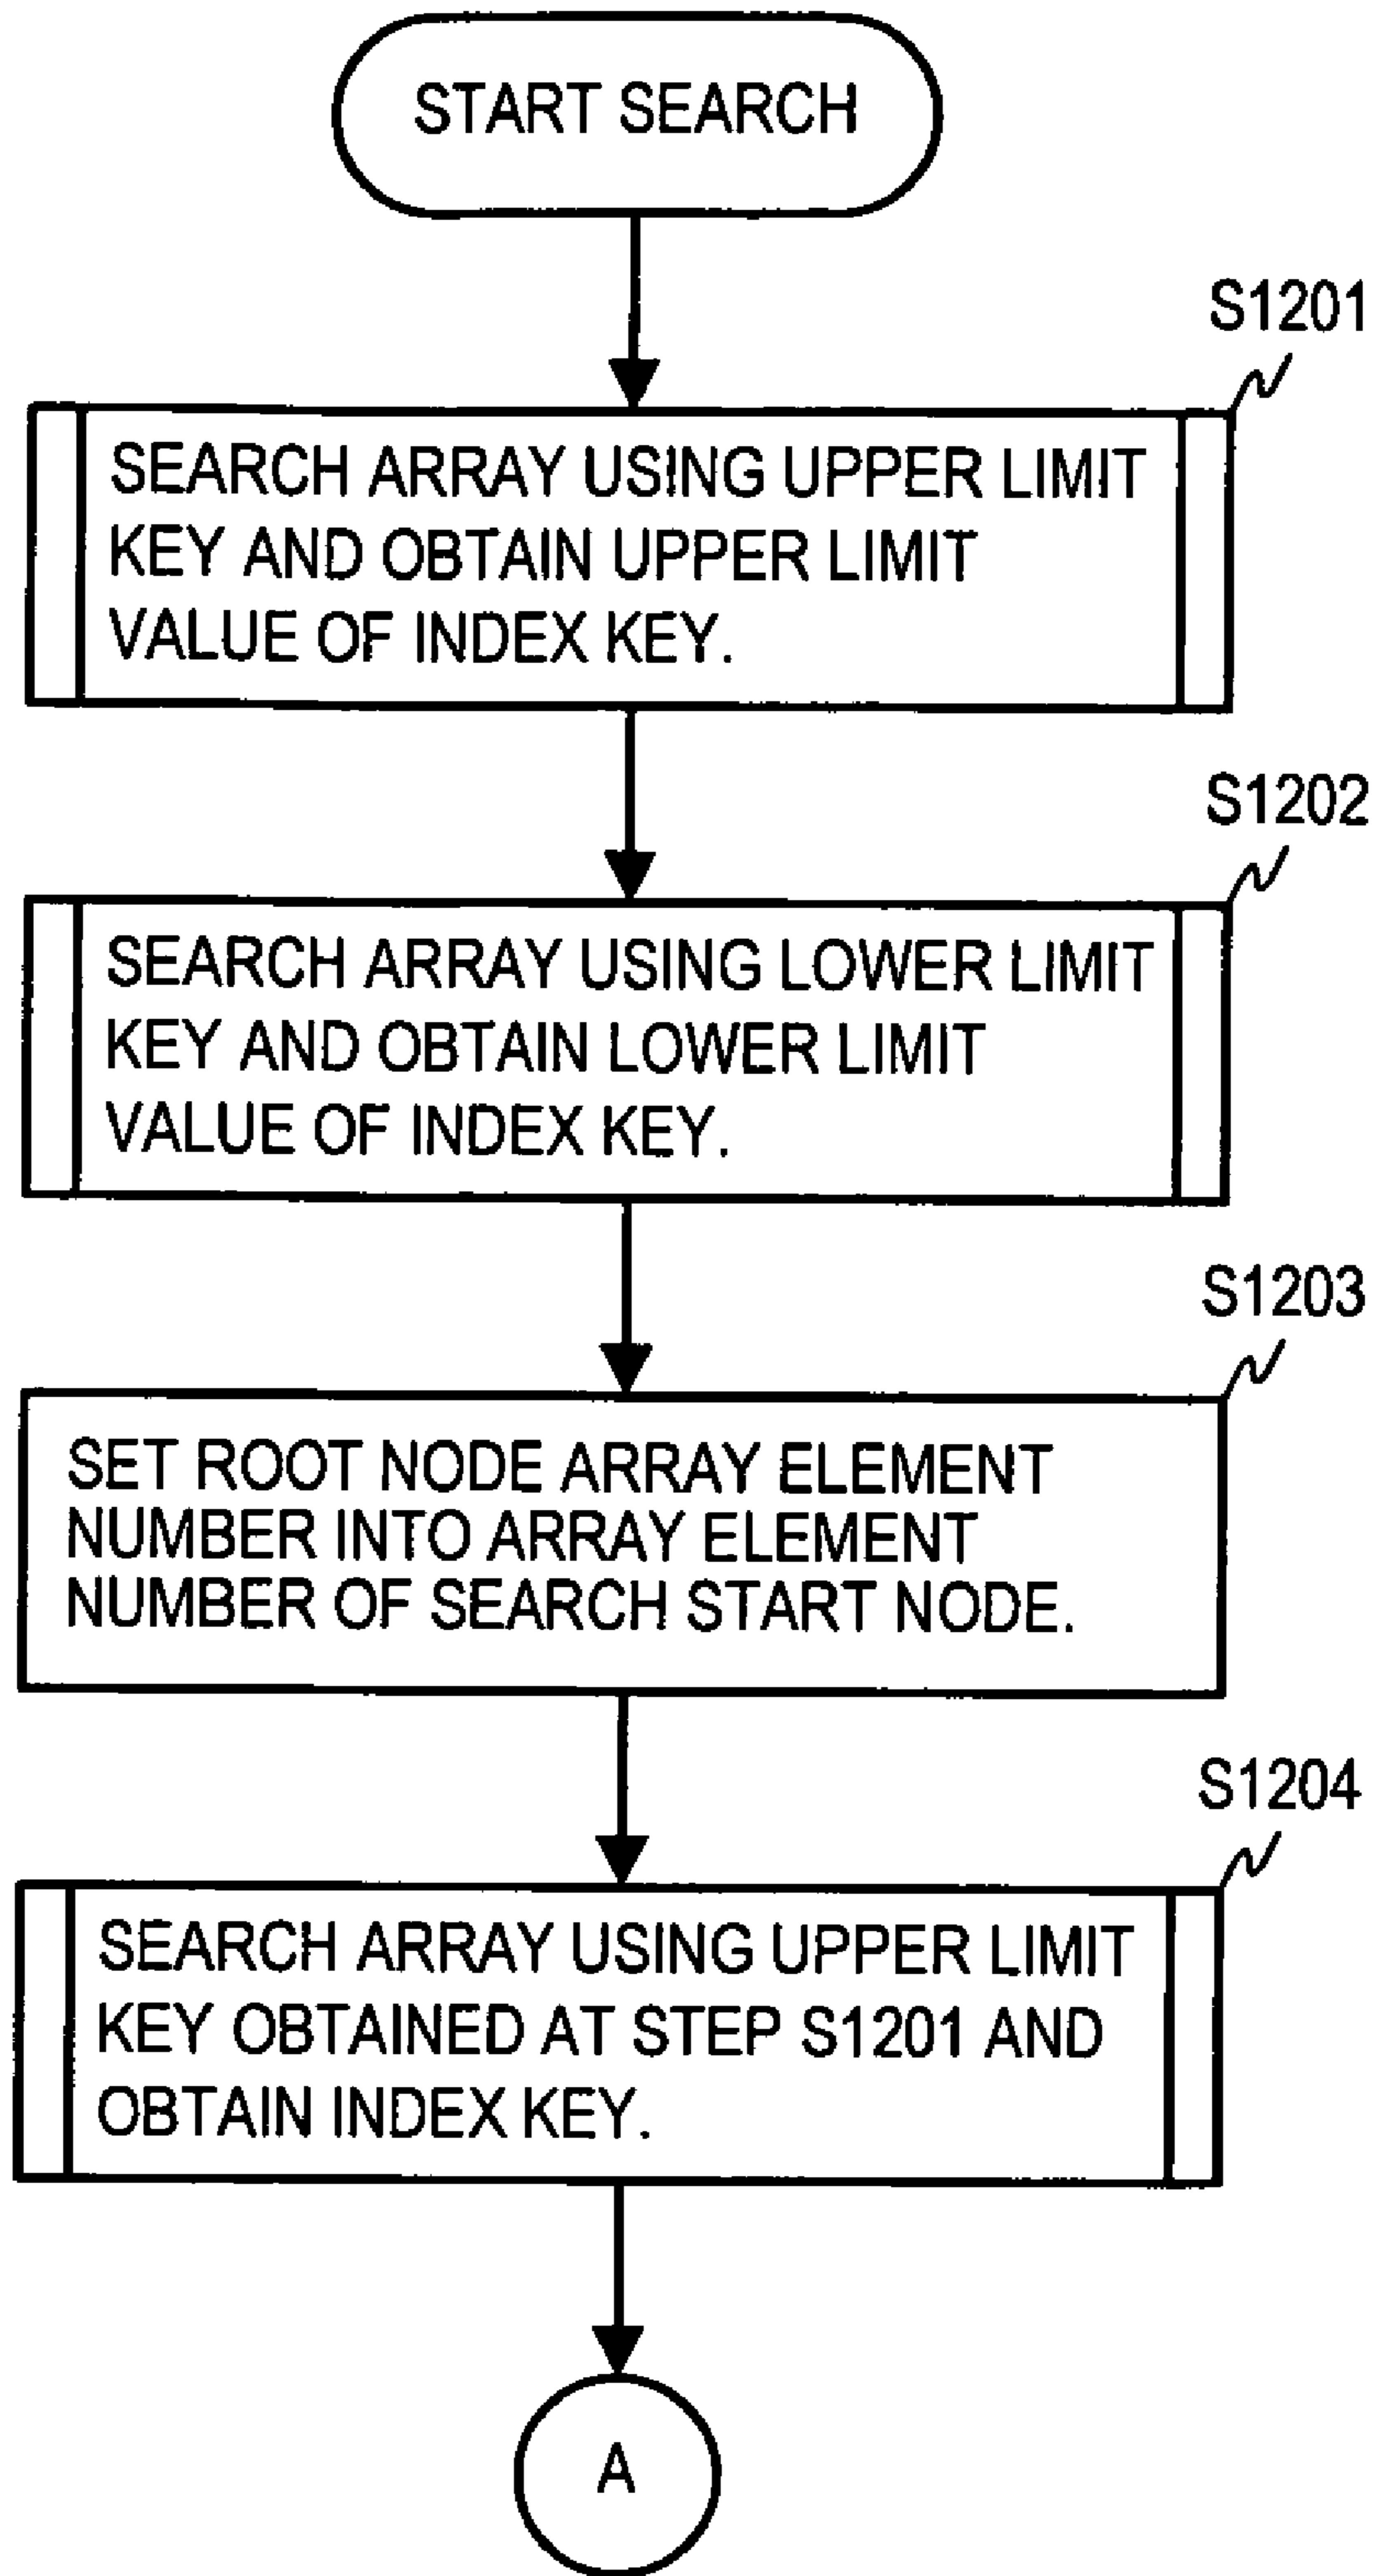 START SEARCH
S1201
SEARCH ARRAY USING UPPER LIMIT
KEY AND OBTAIN UPPER LIMIT
VALUE OF INDEX KEY.
S1202
SEARCH ARRAY USING LOWER LIMIT
KEY AND OBTAIN LOWER LIMIT
VALUE OF INDEX KEY.
S1203
SET ROOT NODE ARRAY ELEMENT
NUMBER INTO ARRAY ELEMENT
NUMBER OF SEARCH START NODE.
S1204
SEARCH ARRAY USING UPPER LIMIT
KEY OBTAINED AT STEP S1201 AND
OBTAIN INDEX KEY.
A